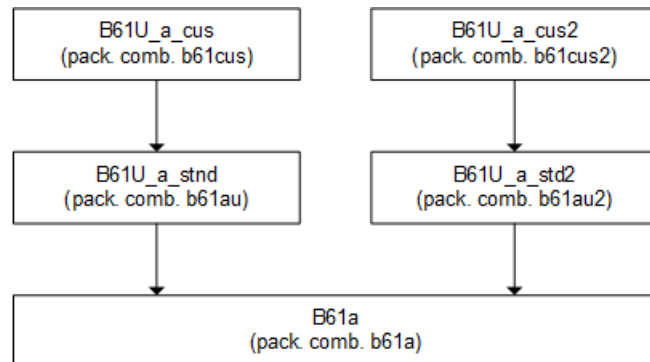 B61U_a_cus
(pack. comb. b61cus)
B61U_a_cus2
(pack. comb. b61cus2)
B61U_a_stnd
(pack. comb. b61au)
B61U_a_std2
(pack. comb. b61au2)
B61a
(pack. comb. b61a)